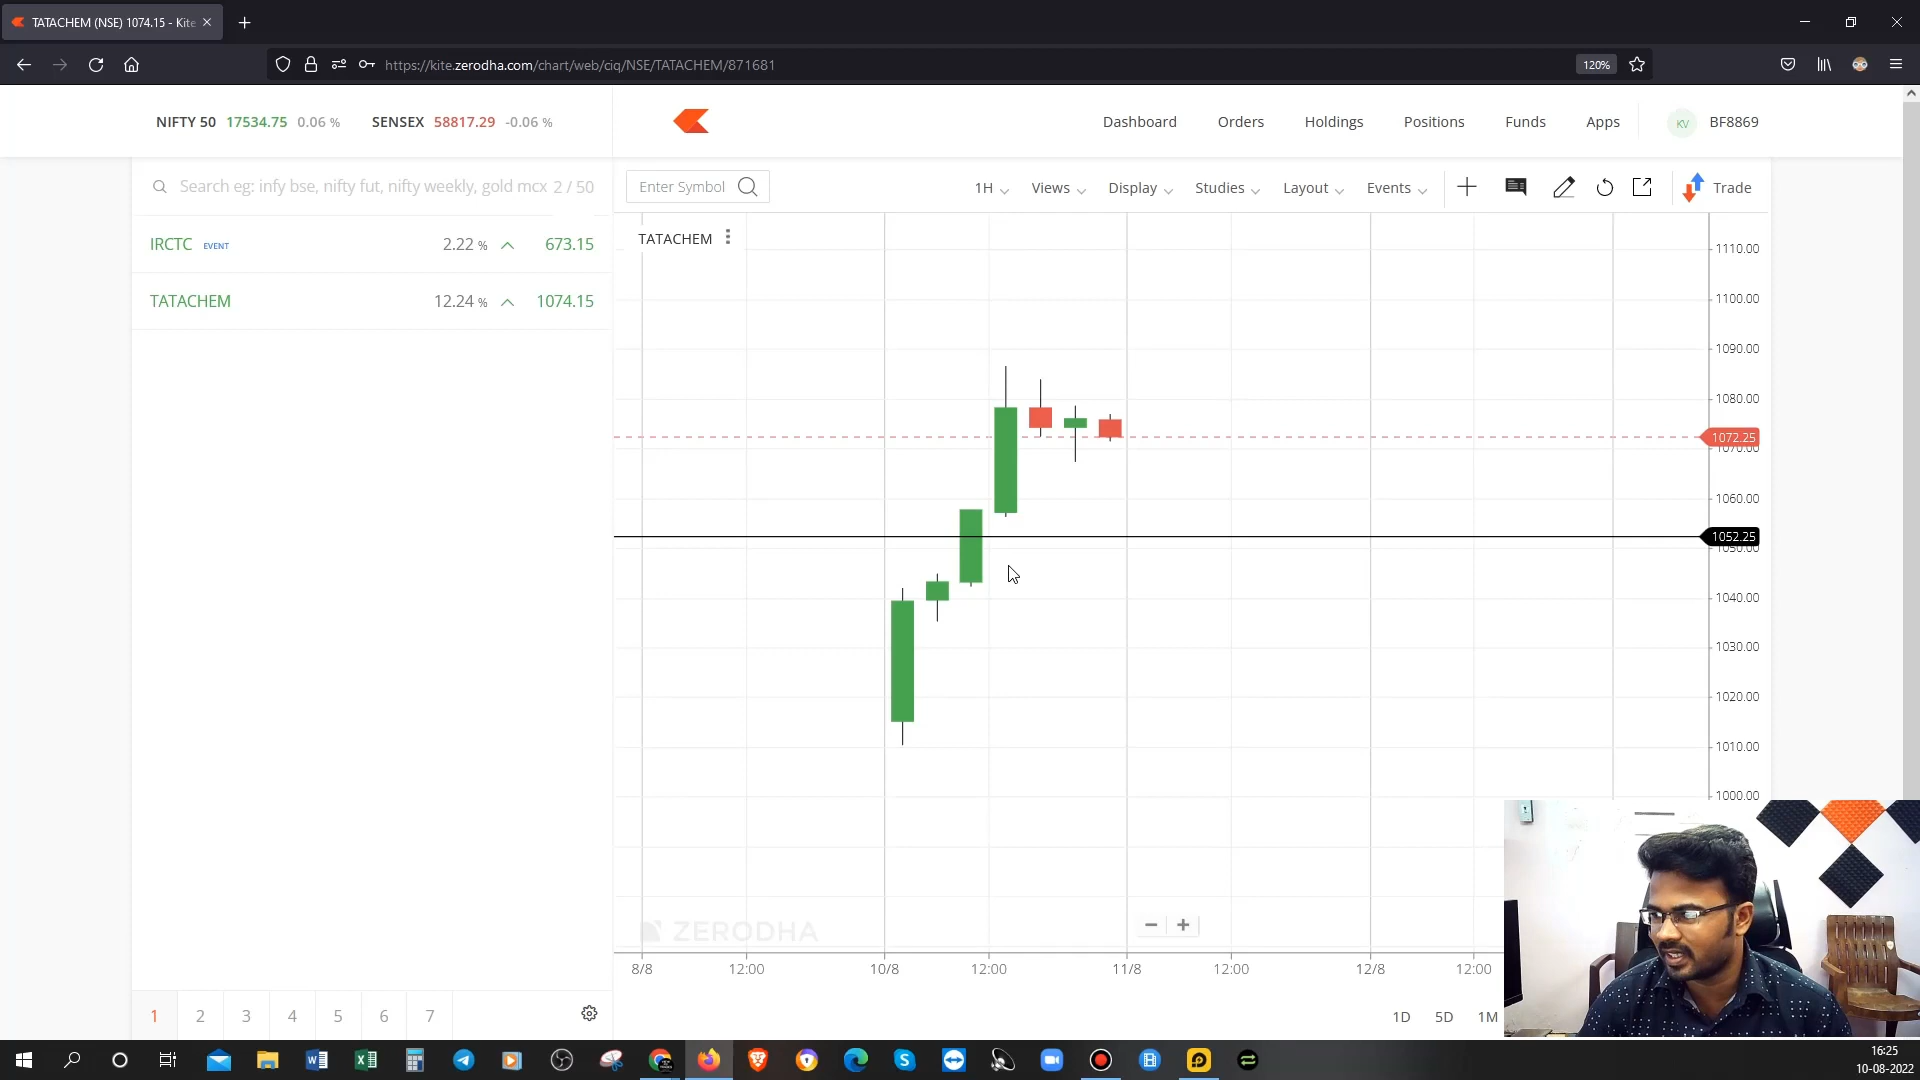 TATACHEM (NSE) 1074.15 - Kite
https://kite.zerodha.com/chart/web/ciq/NSE/TATACHEM/871681
120%
NIFTY 50 17534.75 0.06 %
SENSEX 58817.29 -0.06 %
Dashboard
Orders
Holdings
Positions
Funds
Apps
KV
BF8869
Search eg: infy bse, nifty fut, nifty weekly, gold mcx 2 / 50
Enter Symbol
1H
Views
Display
Studies
Layout
Events
Trade
IRCTC EVENT 2.22 % 673.15
TATACHEM 12.24 % 1074.15
TATACHEM
1110.00
1100.00
1090.00
1080.00
1072.25
1070.00
1060.00
1052.25
1050.00
1040.00
1030.00
1020.00
1010.00
1000.00
ZERODHA
8/8
12:00
10/8
12:00
11/8
12:00
12/8
12:00
1 2 3 4 5 6 7
1D 5D 1M
16:25
10-08-2022